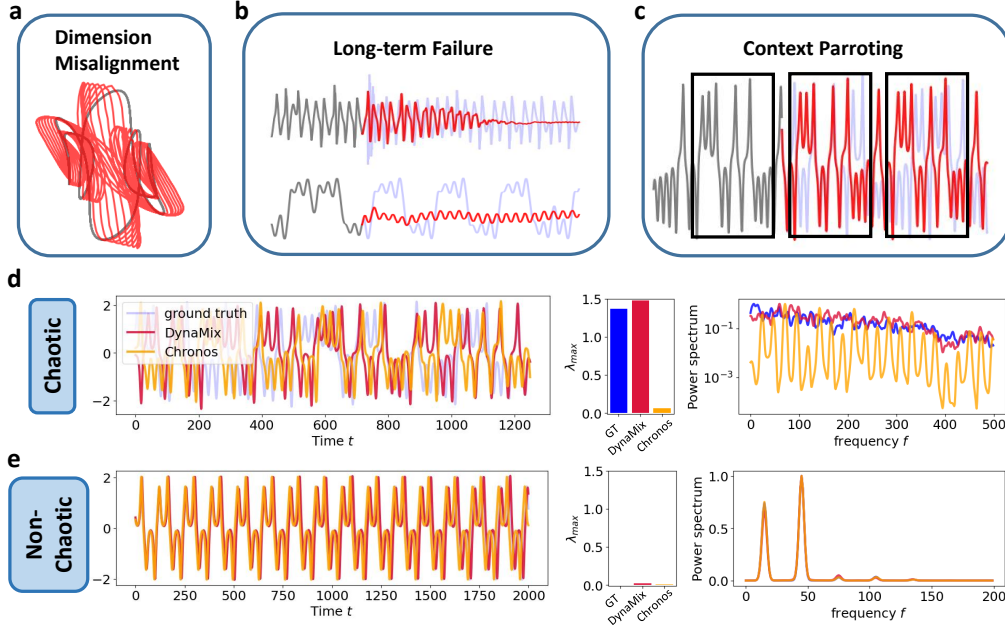 a
Dimension
Misalignment
b
Long-term Failure
c
Context Parroting
d
Chaotic
2
0
−2
ground truth
DynaMix
Chronos
0
200
400
600
800
1000
1200
Time t
λmax
1.5
1.0
0.5
0.0
GT
DynaMix
Chronos
Power spectrum
10⁻¹
10⁻³
0
100
200
300
400
500
frequency f
e
Non-
Chaotic
2
0
−2
0
250
500
750
1000
1250
1500
1750
2000
Time t
λmax
1.5
1.0
0.5
0.0
GT
DynaMix
Chronos
Power spectrum
1.0
0.5
0.0
0
50
100
150
200
frequency f